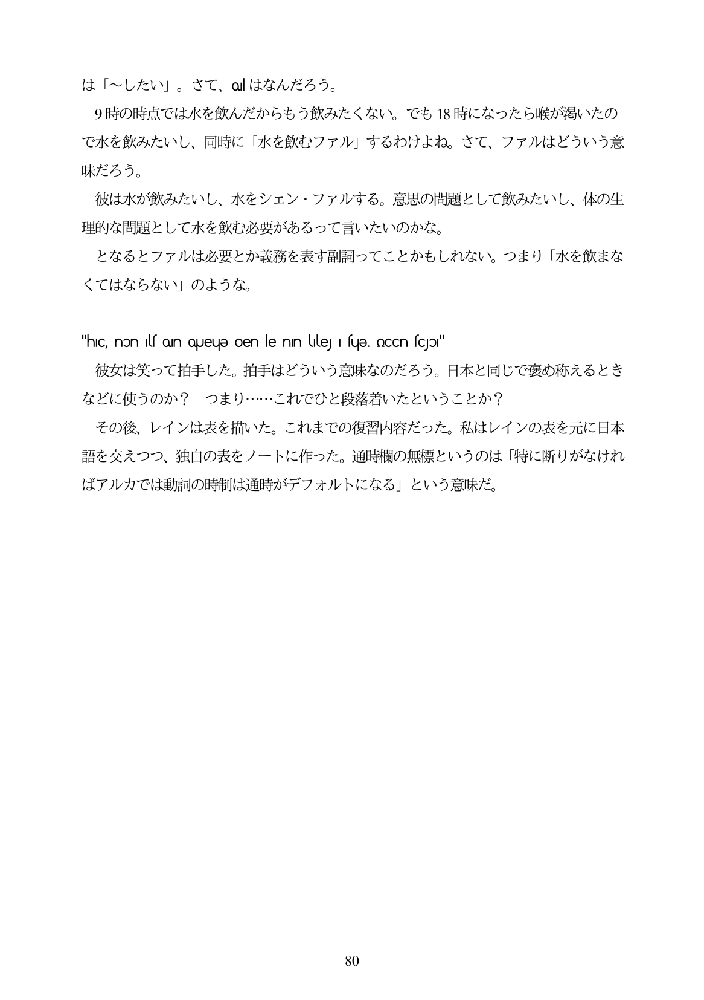 は「～したい」。さて、ɑıl はなんだろう。
9 時の時点では水を飲んだからもう飲みたくない。でも 18 時になったら喉が渇いたの
で水を飲みたいし、同時に「水を飲むファル」するわけよね。さて、ファルはどういう意
味だろう。
彼は水が飲みたいし、水をシェン・ファルする。意思の問題として飲みたいし、体の生
理的な問題として水を飲む必要があるって言いたいのかな。
となるとファルは必要とか義務を表す副詞ってことかもしれない。つまり「水を飲まな
くてはならない」のような。
彼女は笑って拍手した。拍手はどういう意味なのだろう。日本と同じで褒め称えるとき
などに使うのか？　つまり……これでひと段落着いたということか？
その後、レインは表を描いた。これまでの復習内容だった。私はレインの表を元に日本
語を交えつつ、独自の表をノートに作った。通時欄の無標というのは「特に断りがなけれ
ばアルカでは動詞の時制は通時がデフォルトになる」という意味だ。
80